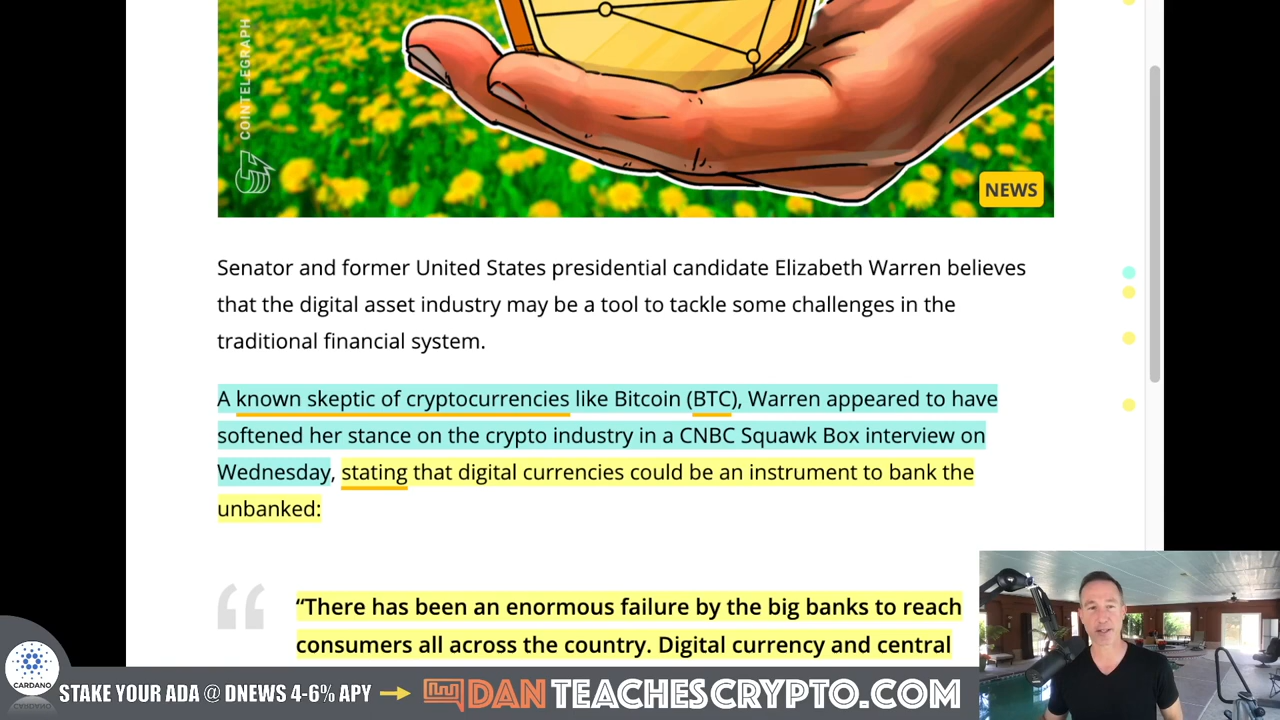 COINTELEGRAPH
NEWS
Senator and former United States presidential candidate Elizabeth Warren believes
that the digital asset industry may be a tool to tackle some challenges in the
traditional financial system.
A known skeptic of cryptocurrencies like Bitcoin (BTC), Warren appeared to have
softened her stance on the crypto industry in a CNBC Squawk Box interview on
Wednesday, stating that digital currencies could be an instrument to bank the
unbanked:
“There has been an enormous failure by the big banks to reach
consumers all across the country. Digital currency and central
CARDANO
STAKE YOUR ADA @ DNEWS 4-6% APY
DANTEACHESCRYPTO.COM